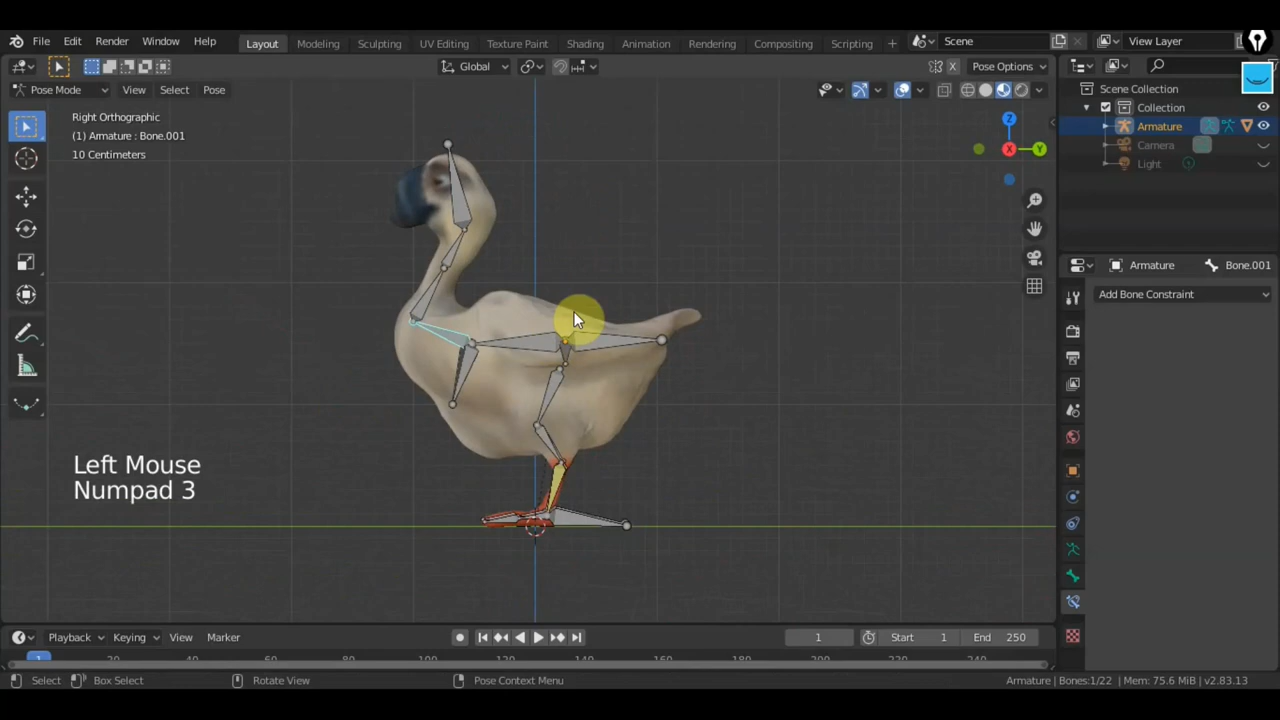 File Edit Render Window Help Layout Modeling Sculpting UV Editing Texture Paint Shading Animation Rendering Compositing Scripting + Scene View Layer
Global Pose Options
Pose Mode View Select Pose
Scene Collection
Collection
Armature
Camera
Light
Right Orthographic
(1) Armature : Bone.001
10 Centimeters
Z
X
Y
Armature Bone.001
Add Bone Constraint
Left Mouse
Numpad 3
Playback Keying View Marker 1 Start 1 End 250
1
Select Box Select Rotate View Pose Context Menu Armature | Bones:1/22 | Mem: 75.6 MiB | v2.83.13